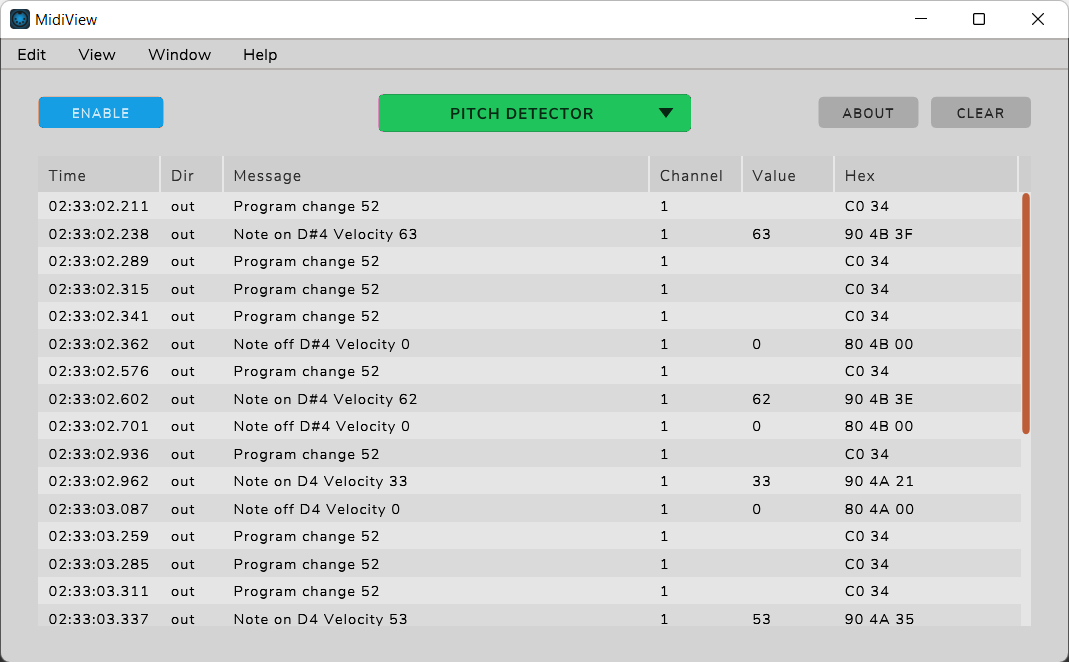 MidiView
Edit View Window Help
ENABLE PITCH DETECTOR ABOUT CLEAR
Time Dir Message Channel Value Hex
02:33:02.211 out Program change 52 1 C0 34
02:33:02.238 out Note on D#4 Velocity 63 1 63 90 4B 3F
02:33:02.289 out Program change 52 1 C0 34
02:33:02.315 out Program change 52 1 C0 34
02:33:02.341 out Program change 52 1 C0 34
02:33:02.362 out Note off D#4 Velocity 0 1 0 80 4B 00
02:33:02.576 out Program change 52 1 C0 34
02:33:02.602 out Note on D#4 Velocity 62 1 62 90 4B 3E
02:33:02.701 out Note off D#4 Velocity 0 1 0 80 4B 00
02:33:02.936 out Program change 52 1 C0 34
02:33:02.962 out Note on D4 Velocity 33 1 33 90 4A 21
02:33:03.087 out Note off D4 Velocity 0 1 0 80 4A 00
02:33:03.259 out Program change 52 1 C0 34
02:33:03.285 out Program change 52 1 C0 34
02:33:03.311 out Program change 52 1 C0 34
02:33:03.337 out Note on D4 Velocity 53 1 53 90 4A 35